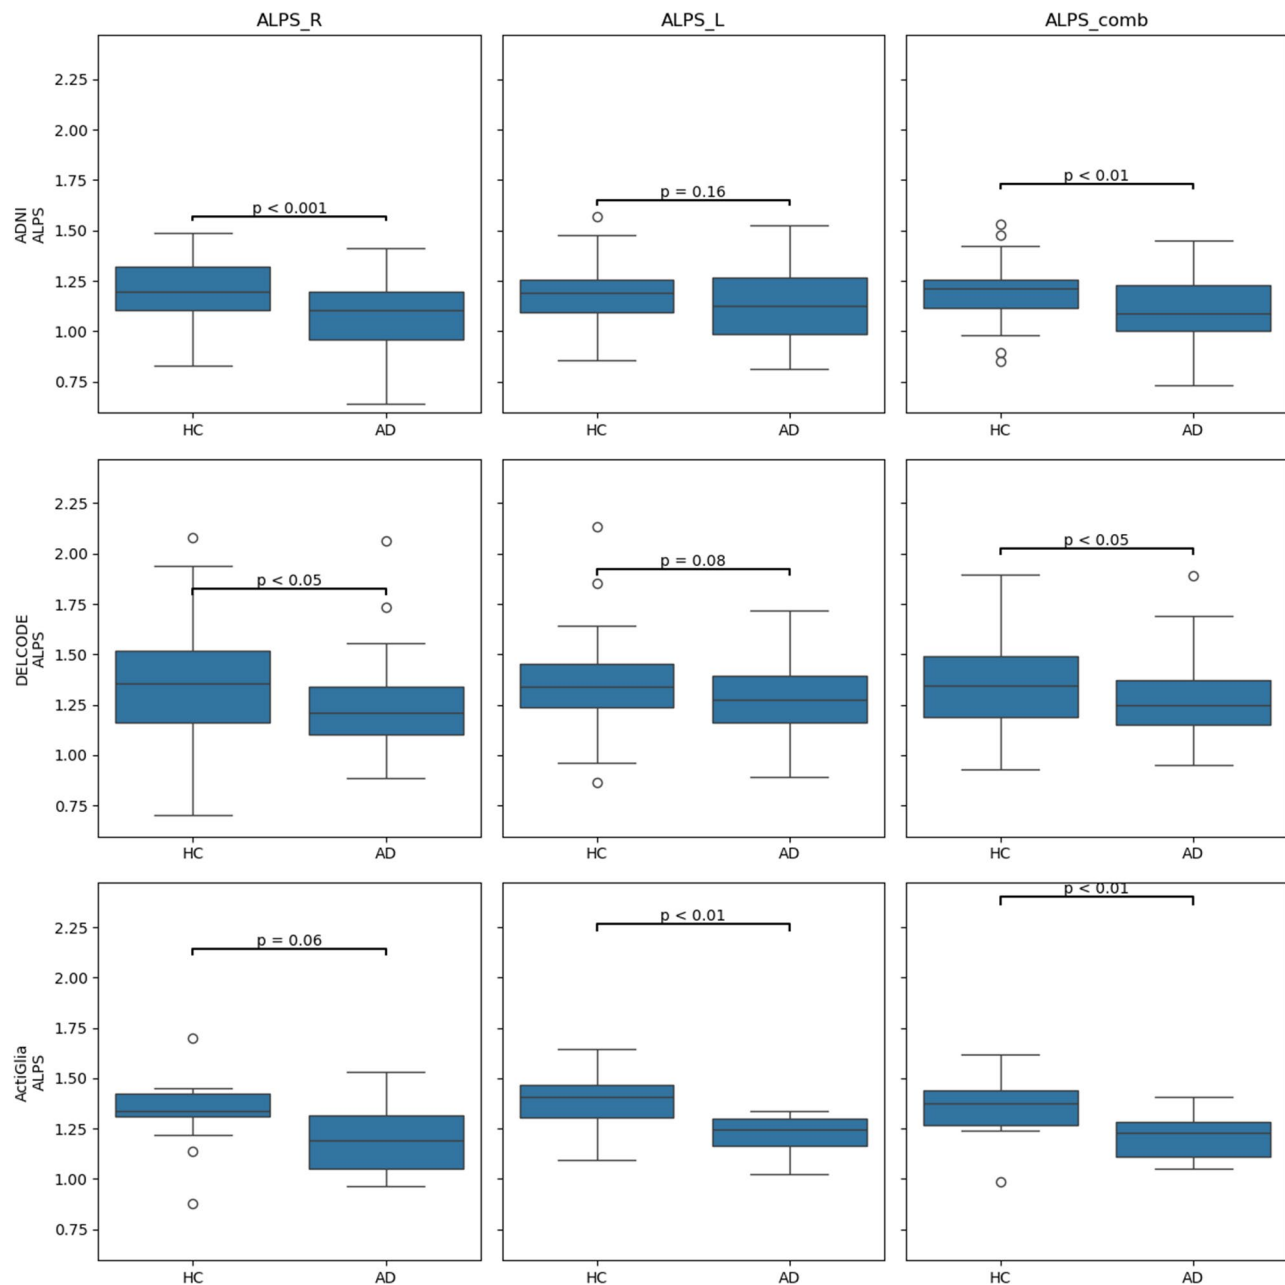 ALPS_R ALPS_L ALPS_comb
ADNI
ALPS
2.25
2.00
1.75
1.50
1.25
1.00
0.75
p < 0.001
p = 0.16
p < 0.01
HC AD HC AD HC AD
DELCODE
ALPS
2.25
2.00
1.75
1.50
1.25
1.00
0.75
p < 0.05
p = 0.08
p < 0.05
HC AD HC AD HC AD
ActiGlia
ALPS
2.25
2.00
1.75
1.50
1.25
1.00
0.75
p = 0.06
p < 0.01
p < 0.01
HC AD HC AD HC AD